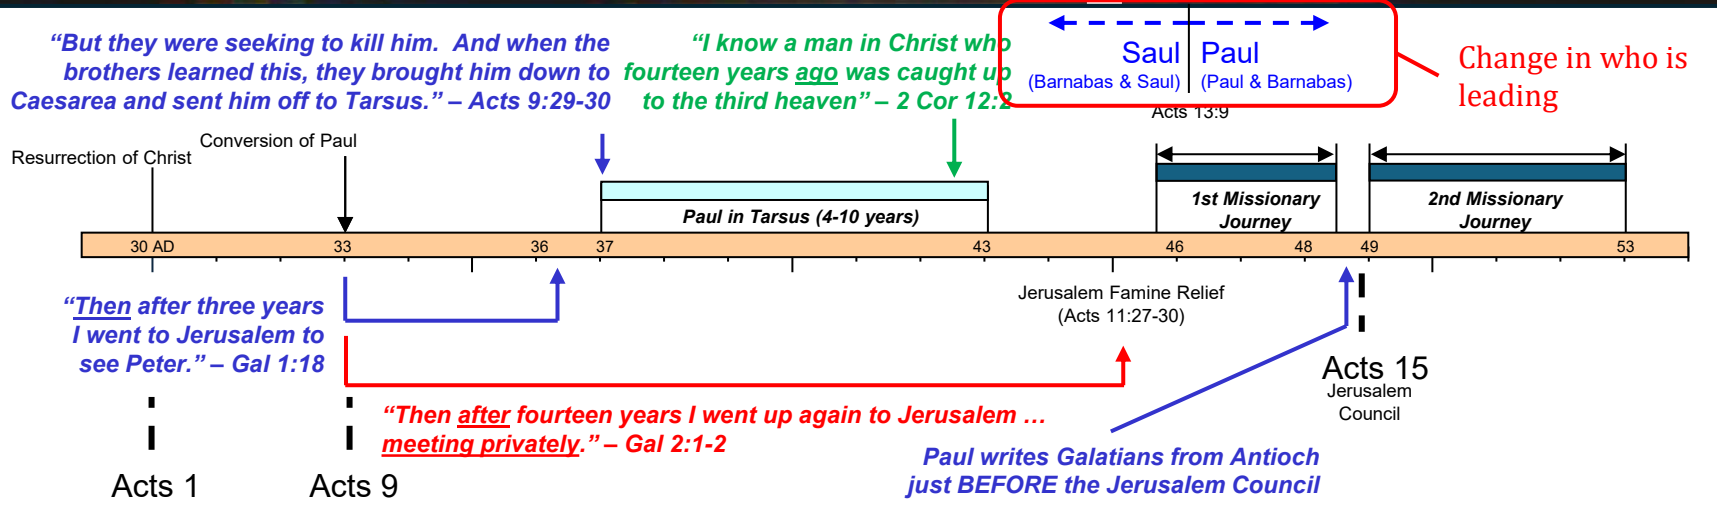 “But they were seeking to kill him.  And when the
brothers learned this, they brought him down to
Caesarea and sent him off to Tarsus.” – Acts 9:29-30
“I know a man in Christ who
fourteen years ago was caught up
to the third heaven” – 2 Cor 12:2
Saul
(Barnabas & Saul)
Paul
(Paul & Barnabas)
Change in who is
leading
Acts 13:9
Resurrection of Christ
Conversion of Paul
Paul in Tarsus (4-10 years)
1st Missionary
Journey
2nd Missionary
Journey
30 AD
33
36
37
43
46
48
49
53
“Then after three years
I went to Jerusalem to
see Peter.” – Gal 1:18
Jerusalem Famine Relief
(Acts 11:27-30)
Acts 15
Jerusalem
Council
“Then after fourteen years I went up again to Jerusalem …
meeting privately.” – Gal 2:1-2
Paul writes Galatians from Antioch
just BEFORE the Jerusalem Council
Acts 1
Acts 9